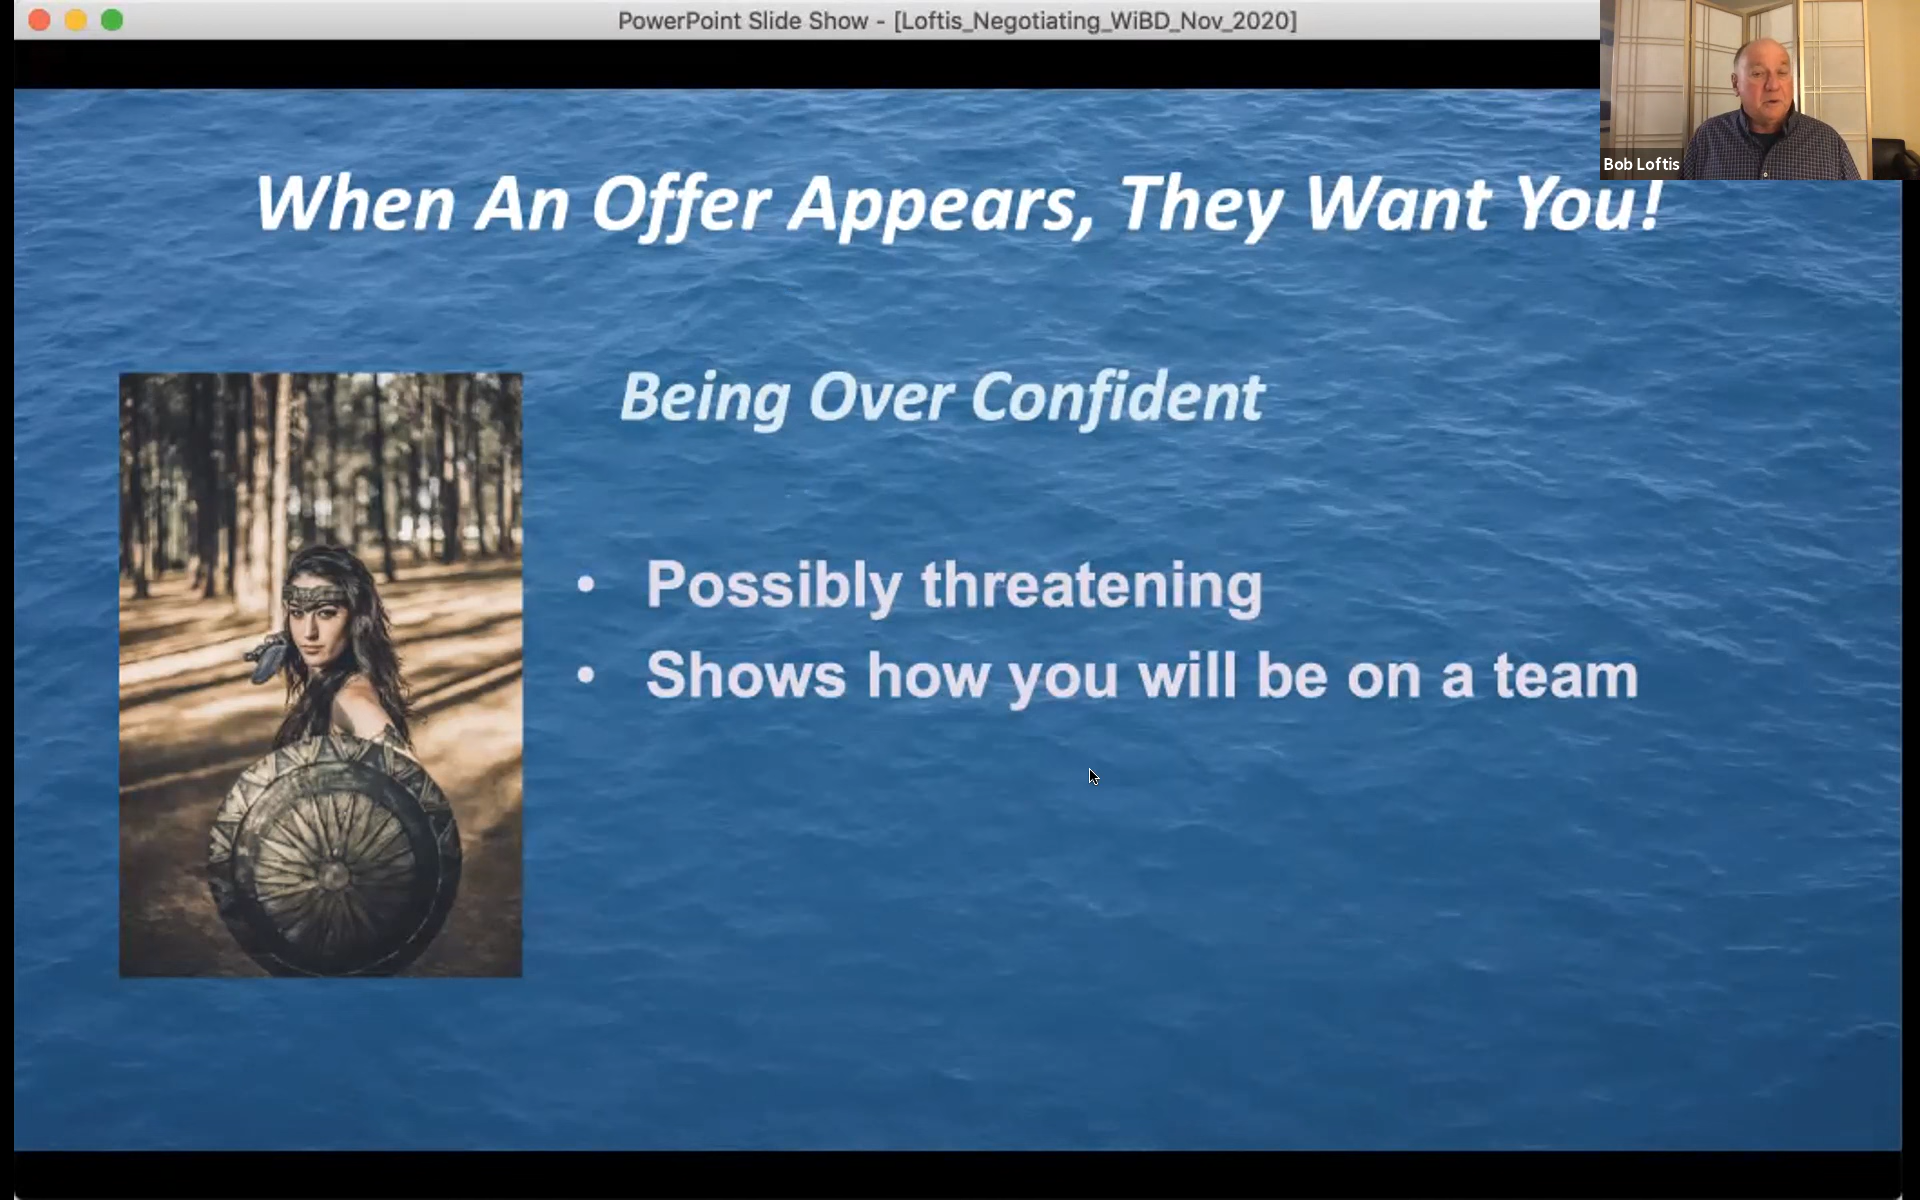 PowerPoint Slide Show - [Loftis_Negotiating_WiBD_Nov_2020]
Bob Loftis
When An Offer Appears, They Want You!
Being Over Confident
• Possibly threatening
• Shows how you will be on a team